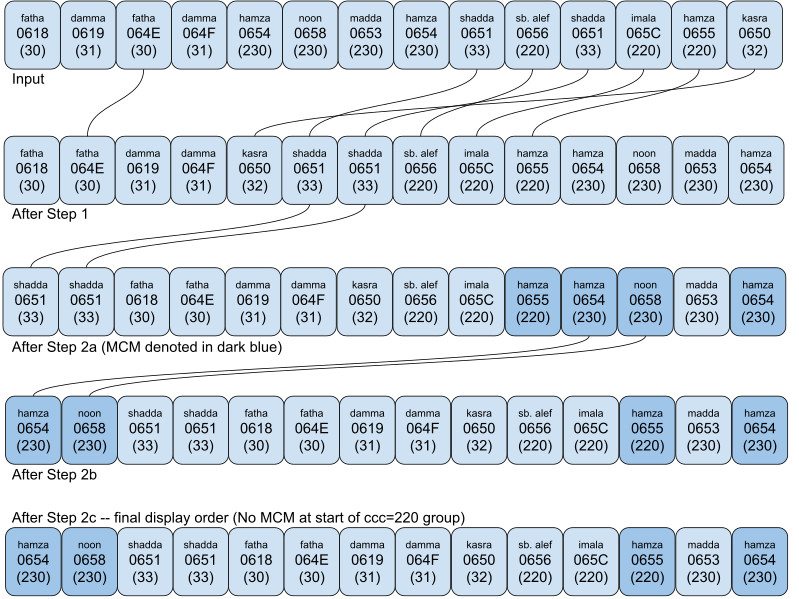 fatha damma fatha damma hamza noon madda hamza shadda sb. alef shadda imala hamza kasra
0618 0619 064E 064F 0654 0658 0653 0654 0651 0656 0651 065C 0655 0650
(30) (31) (30) (31) (230) (230) (230) (230) (33) (220) (33) (220) (220) (32)
Input
fatha fatha damma damma kasra shadda shadda sb. alef imala hamza hamza noon madda hamza
0618 064E 0619 064F 0650 0651 0651 0656 065C 0655 0654 0658 0653 0654
(30) (30) (31) (31) (32) (33) (33) (220) (220) (220) (230) (230) (230) (230)
After Step 1
shadda shadda fatha fatha damma damma kasra sb. alef imala hamza hamza noon madda hamza
0651 0651 0618 064E 0619 064F 0650 0656 065C 0655 0654 0658 0653 0654
(33) (33) (30) (30) (31) (31) (32) (220) (220) (220) (230) (230) (230) (230)
After Step 2a (MCM denoted in dark blue)
hamza noon shadda shadda fatha fatha damma damma kasra sb. alef imala hamza madda hamza
0654 0658 0651 0651 0618 064E 0619 064F 0650 0656 065C 0655 0653 0654
(230) (230) (33) (33) (30) (30) (31) (31) (32) (220) (220) (220) (230) (230)
After Step 2b
After Step 2c -- final display order (No MCM at start of ccc=220 group)
hamza noon shadda shadda fatha fatha damma damma kasra sb. alef imala hamza madda hamza
0654 0658 0651 0651 0618 064E 0619 064F 0650 0656 065C 0655 0653 0654
(230) (230) (33) (33) (30) (30) (31) (31) (32) (220) (220) (220) (230) (230)